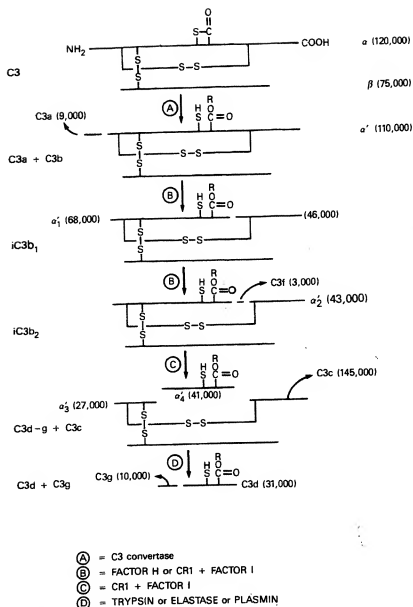 O
S—C
NH2
COOH
α (120,000)
S
S
S—S
C3
β (75,000)
C3a (9,000)
A
R
H O
S C=O
α' (110,000)
C3a + C3b
S
S
S—S
B
R
H O
S C=O
α'1 (68,000)
(46,000)
iC3b1
S
S
S—S
B
R
H O
S C=O
C3f (3,000)
α'2 (43,000)
iC3b2
S
S
S—S
C
R
H O
S C=O
C3c (145,000)
α'3 (27,000)
α'4 (41,000)
C3d-g + C3c
S
S
S—S
D
R
H O
S C=O
C3d + C3g
C3g (10,000)
C3d (31,000)
A = C3 convertase
B = FACTOR H or CR1 + FACTOR I
C = CR1 + FACTOR I
D = TRYPSIN or ELASTASE or PLASMIN